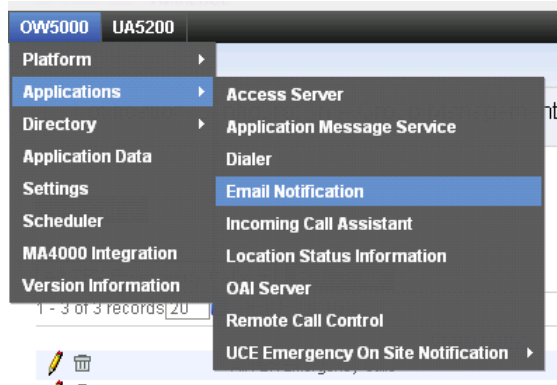 OW5000 UA5200
Platform
Applications
Directory
Application Data
Settings
Scheduler
MA4000 Integration
Version Information
Access Server
Application Message Service
Dialer
Email Notification
Incoming Call Assistant
Location Status Information
OAI Server
Remote Call Control
UCE Emergency On Site Notification
1 - 3 of 3 records 20